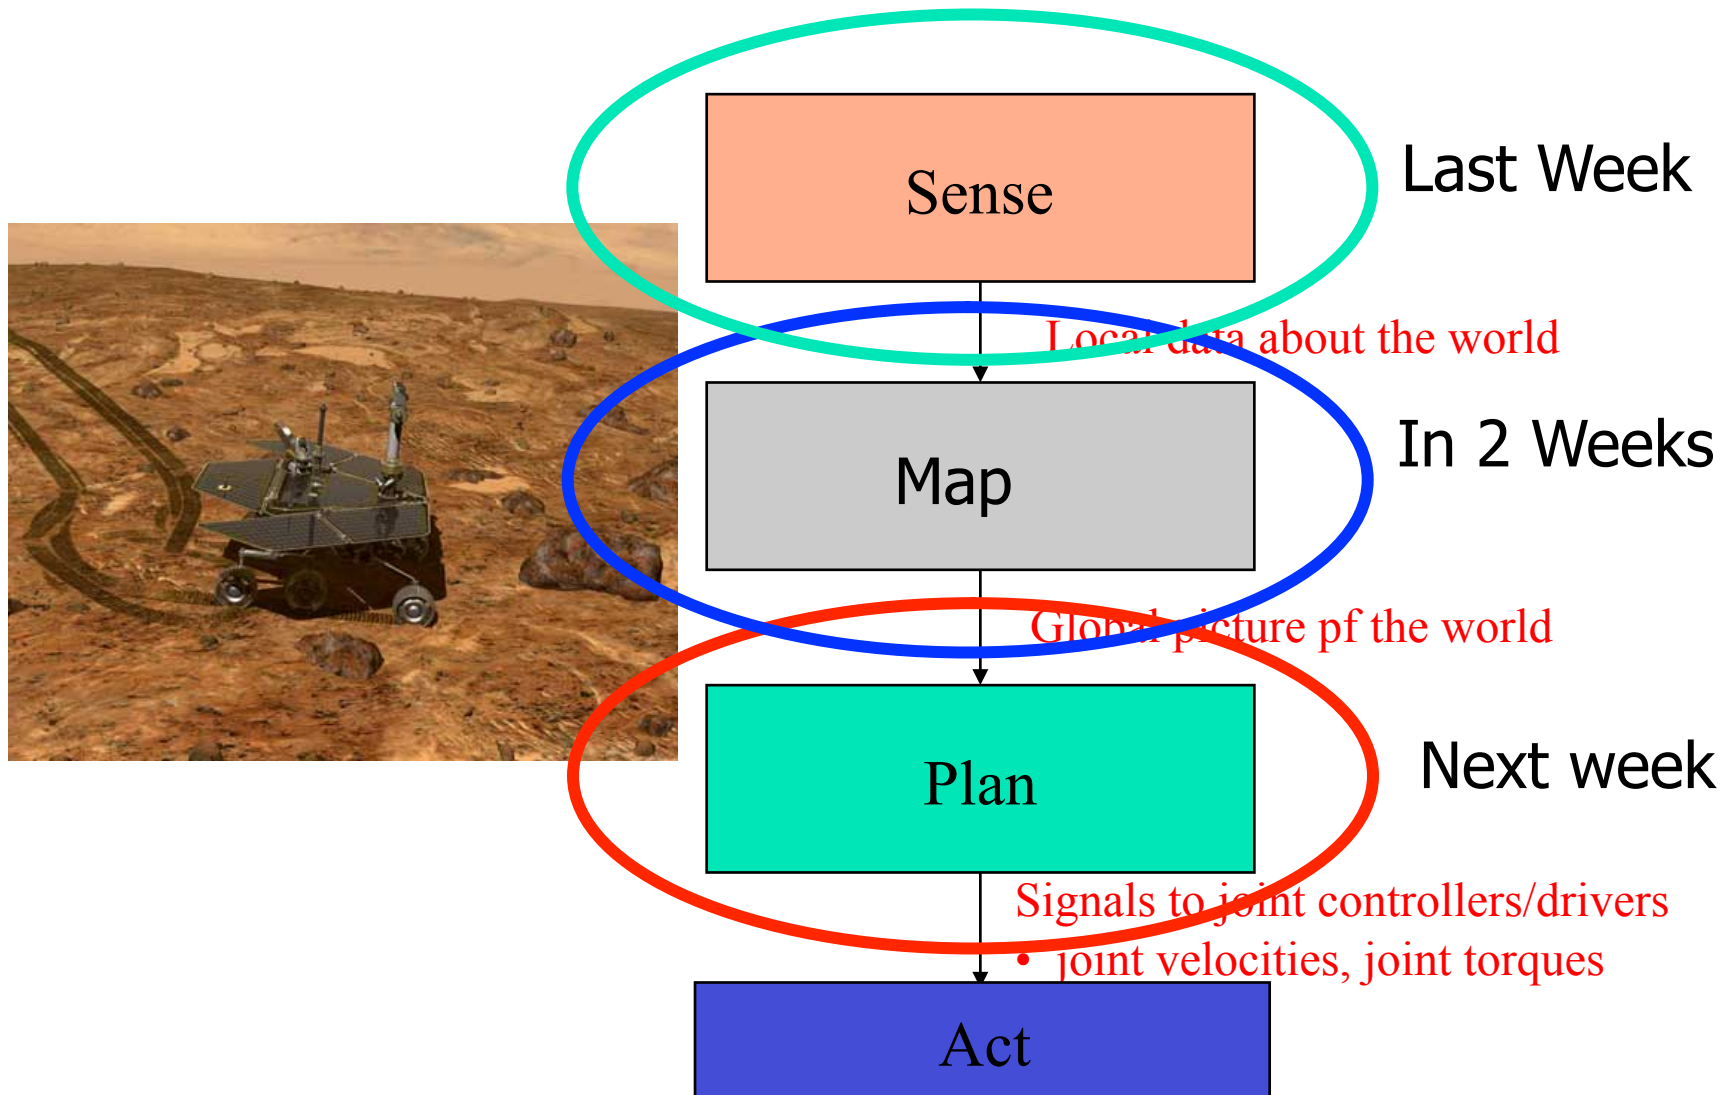 Sense
Last Week
Local data about the world
Map
In 2 Weeks
Global picture pf the world
Plan
Next week
Signals to joint controllers/drivers
• joint velocities, joint torques
Act